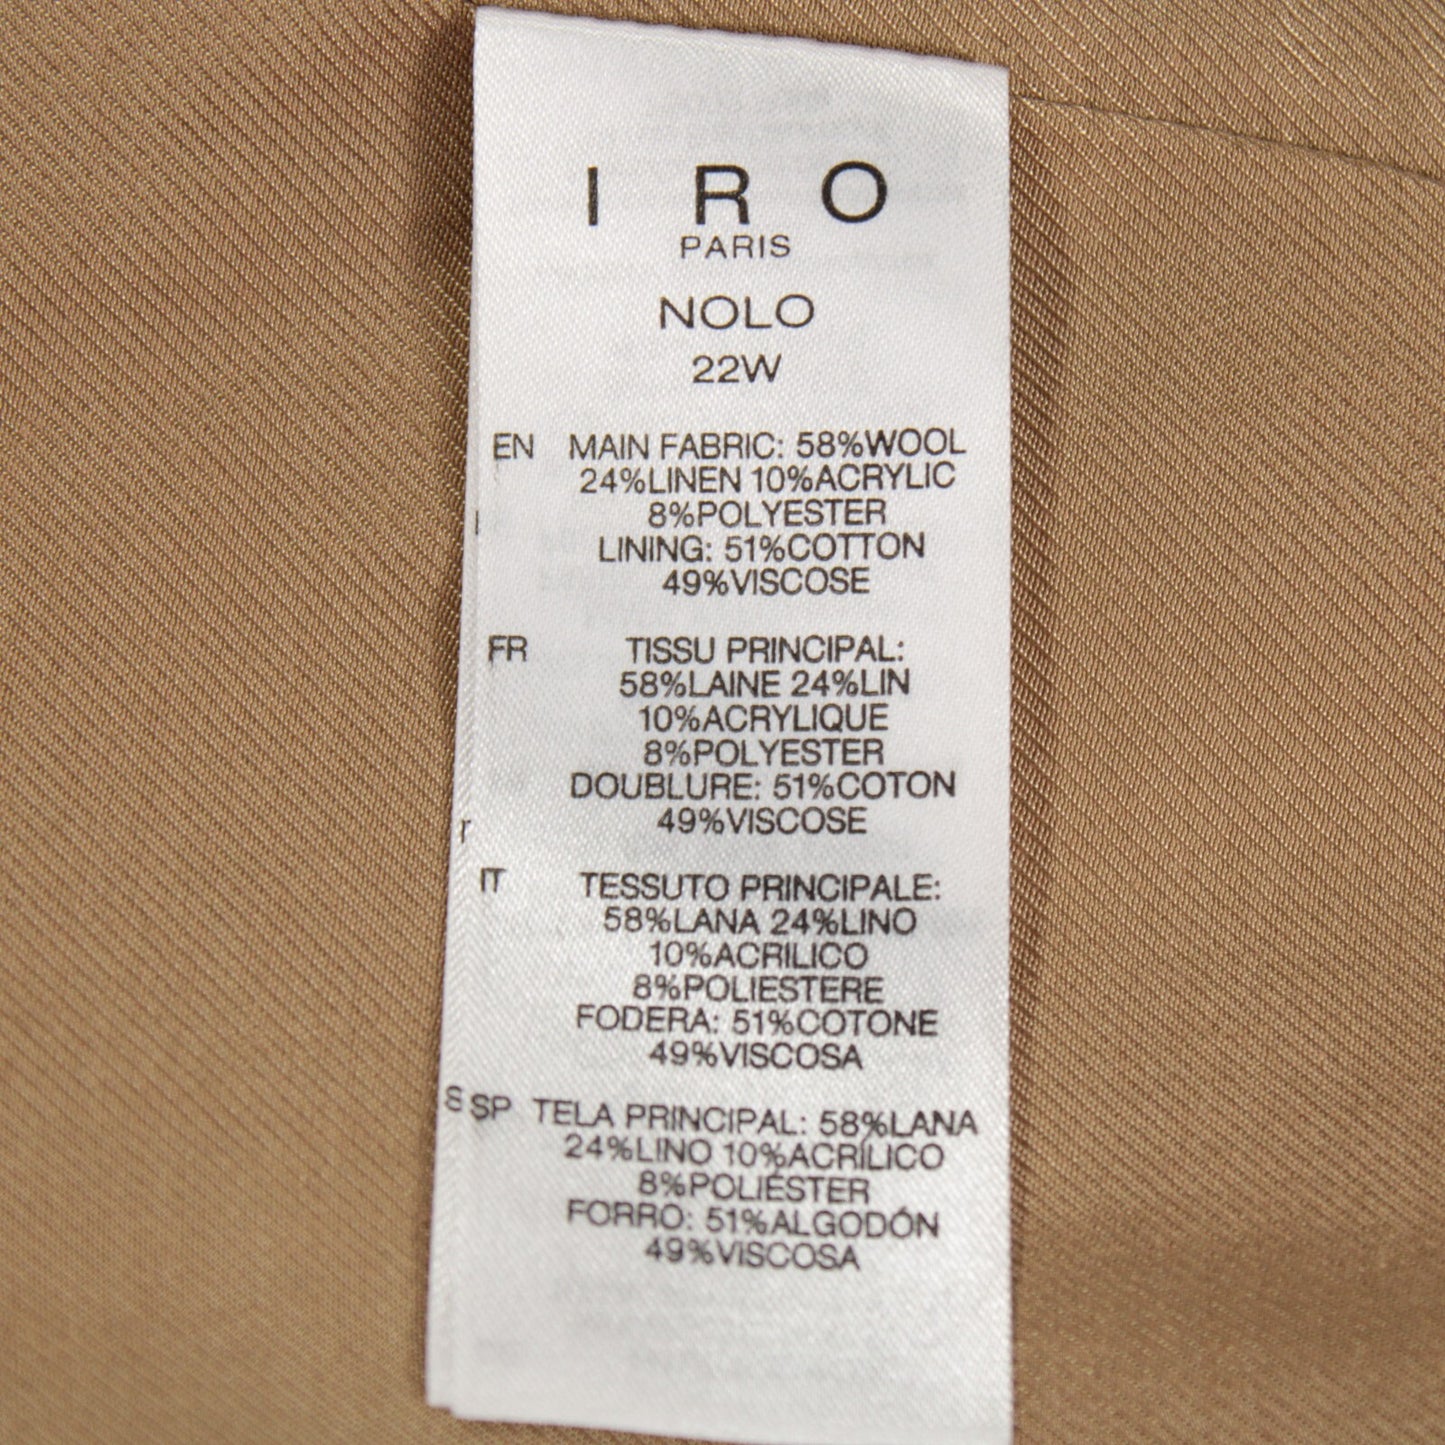 I R O
PARIS
NOLO
22W
EN MAIN FABRIC: 58%WOOL
24%LINEN 10%ACRYLIC
8%POLYESTER
LINING: 51%COTTON
49%VISCOSE
FR TISSU PRINCIPAL:
58%LAINE 24%LIN
10%ACRYLIQUE
8%POLYESTER
DOUBLURE: 51%COTON
49%VISCOSE
IT TESSUTO PRINCIPALE:
58%LANA 24%LINO
10%ACRILICO
8%POLIESTERE
FODERA: 51%COTONE
49%VISCOSA
SP TELA PRINCIPAL: 58%LANA
24%LINO 10%ACRÍLICO
8%POLIÉSTER
FORRO: 51%ALGODÓN
49%VISCOSA